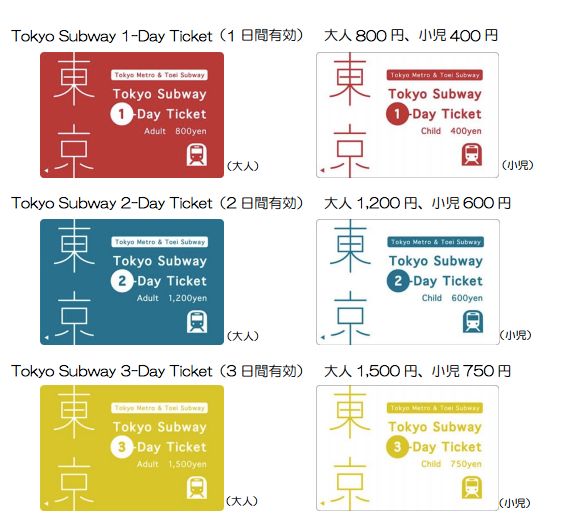 Tokyo Subway 1-Day Ticket(1日間有効) 大人 800 円、小児 400 円
東京
Tokyo Metro & Toei Subway
Tokyo Subway
1-Day Ticket
Adult 800yen
(大人)
東京
Tokyo Metro & Toei Subway
Tokyo Subway
1-Day Ticket
Child 400yen
(小児)
Tokyo Subway 2-Day Ticket(2日間有効) 大人 1,200 円、小児 600 円
東京
Tokyo Metro & Toei Subway
Tokyo Subway
2-Day Ticket
Adult 1,200yen
(大人)
東京
Tokyo Metro & Toei Subway
Tokyo Subway
2-Day Ticket
Child 600yen
(小児)
Tokyo Subway 3-Day Ticket(3日間有効) 大人 1,500 円、小児 750 円
東京
Tokyo Metro & Toei Subway
Tokyo Subway
3-Day Ticket
Adult 1,500yen
(大人)
東京
Tokyo Metro & Toei Subway
Tokyo Subway
3-Day Ticket
Child 750yen
(小児)